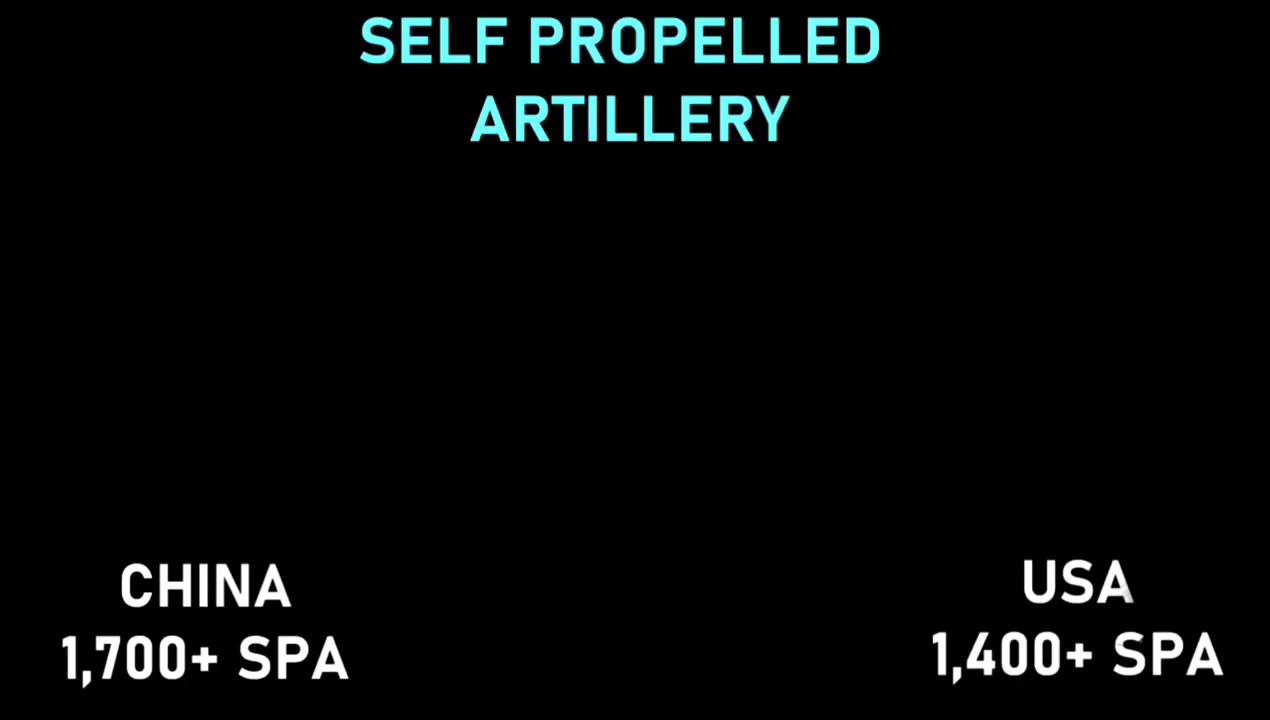 SELF PROPELLED
ARTILLERY
CHINA
1,700+ SPA
USA
1,400+ SPA